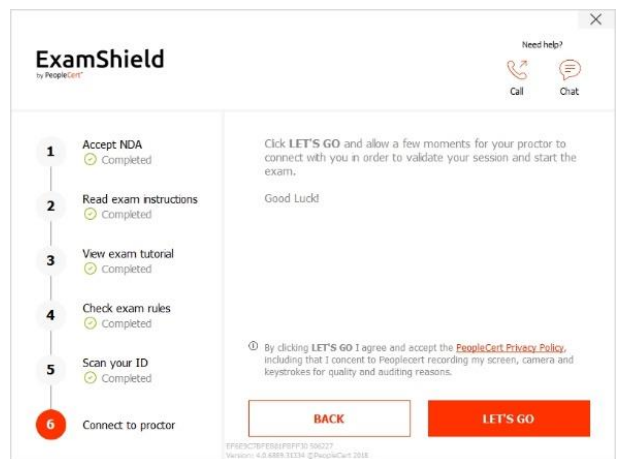 Need help?
ExamShield
by PeopleCert
Call
Chat
1
Accept NDA
Completed
2
Read exam instructions
Completed
3
View exam tutorial
Completed
4
Check exam rules
Completed
5
Scan your ID
Completed
6
Connect to proctor
Click LET'S GO and allow a few moments for your proctor to
connect with you in order to validate your session and start the
exam.
Good Luck!
By clicking LET'S GO I agree and accept the PeopleCert Privacy Policy,
including that I consent to Peoplecert recording my screen, camera and
keystrokes for quality and auditing reasons.
BACK
LET'S GO
©PeopleCert 2018